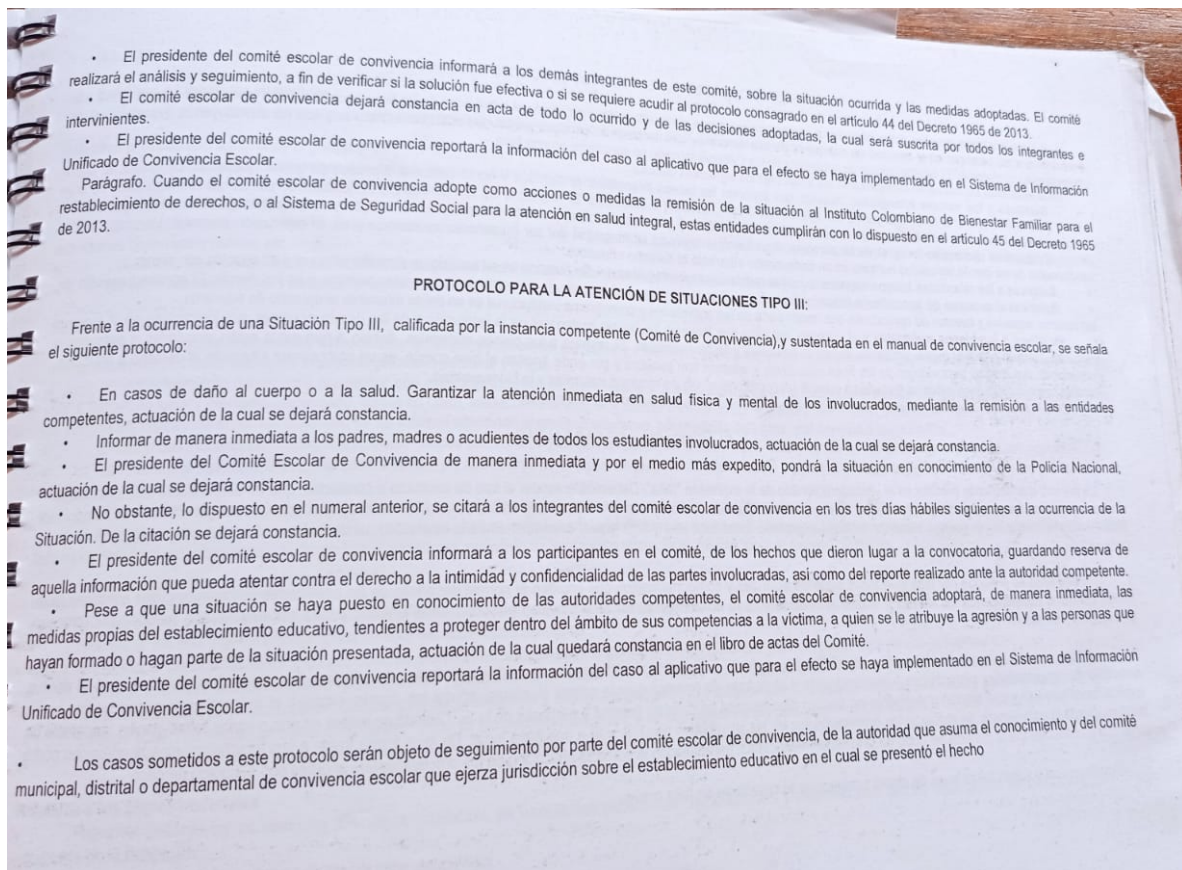 • El presidente del comité escolar de convivencia informará a los demás integrantes de este comité, sobre la situación ocurrida y las medidas adoptadas. El comité
realizará el análisis y seguimiento, a fin de verificar si la solución fue efectiva o si se requiere acudir al protocolo consagrado en el artículo 44 del Decreto 1965 de 2013.
• El comité escolar de convivencia dejará constancia en acta de todo lo ocurrido y de las decisiones adoptadas, la cual será suscrita por todos los integrantes e
intervinientes.
• El presidente del comité escolar de convivencia reportará la información del caso al aplicativo que para el efecto se haya implementado en el Sistema de Información
Unificado de Convivencia Escolar.
Parágrafo. Cuando el comité escolar de convivencia adopte como acciones o medidas la remisión de la situación al Instituto Colombiano de Bienestar Familiar para el
restablecimiento de derechos, o al Sistema de Seguridad Social para la atención en salud integral, estas entidades cumplirán con lo dispuesto en el artículo 45 del Decreto 1965
de 2013.
PROTOCOLO PARA LA ATENCIÓN DE SITUACIONES TIPO III:
Frente a la ocurrencia de una Situación Tipo III, calificada por la instancia competente (Comité de Convivencia),y sustentada en el manual de convivencia escolar, se señala
el siguiente protocolo:
• En casos de daño al cuerpo o a la salud. Garantizar la atención inmediata en salud física y mental de los involucrados, mediante la remisión a las entidades
competentes, actuación de la cual se dejará constancia.
• Informar de manera inmediata a los padres, madres o acudientes de todos los estudiantes involucrados, actuación de la cual se dejará constancia.
• El presidente del Comité Escolar de Convivencia de manera inmediata y por el medio más expedito, pondrá la situación en conocimiento de la Policía Nacional,
actuación de la cual se dejará constancia.
• No obstante, lo dispuesto en el numeral anterior, se citará a los integrantes del comité escolar de convivencia en los tres días hábiles siguientes a la ocurrencia de la
Situación. De la citación se dejará constancia.
• El presidente del comité escolar de convivencia informará a los participantes en el comité, de los hechos que dieron lugar a la convocatoria, guardando reserva de
aquella información que pueda atentar contra el derecho a la intimidad y confidencialidad de las partes involucradas, así como del reporte realizado ante la autoridad competente.
• Pese a que una situación se haya puesto en conocimiento de las autoridades competentes, el comité escolar de convivencia adoptará, de manera inmediata, las
medidas propias del establecimiento educativo, tendientes a proteger dentro del ámbito de sus competencias a la víctima, a quien se le atribuye la agresión y a las personas que
hayan formado o hagan parte de la situación presentada, actuación de la cual quedará constancia en el libro de actas del Comité.
• El presidente del comité escolar de convivencia reportará la información del caso al aplicativo que para el efecto se haya implementado en el Sistema de Información
Unificado de Convivencia Escolar.
• Los casos sometidos a este protocolo serán objeto de seguimiento por parte del comité escolar de convivencia, de la autoridad que asuma el conocimiento y del comité
municipal, distrital o departamental de convivencia escolar que ejerza jurisdicción sobre el establecimiento educativo en el cual se presentó el hecho